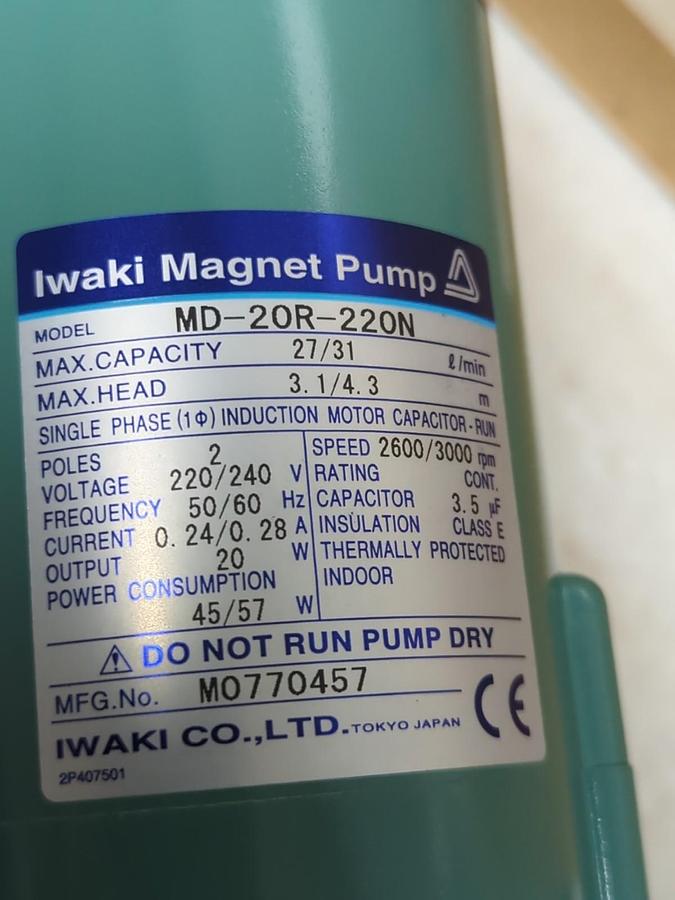 Iwaki Magnet Pump
MODEL MD-20R-220N
MAX.CAPACITY 27/31 ℓ/min
MAX.HEAD 3.1/4.3 m
SINGLE PHASE (1Φ) INDUCTION MOTOR CAPACITOR-RUN
POLES 2
VOLTAGE 220/240 V
FREQUENCY 50/60 Hz
CURRENT 0.24/0.28 A
OUTPUT 20 W
POWER CONSUMPTION
45/57 W
SPEED 2600/3000 rpm
RATING CONT.
CAPACITOR 3.5 μF
INSULATION CLASS E
THERMALLY PROTECTED
INDOOR
DO NOT RUN PUMP DRY
MFG.No. M0770457
CE
IWAKI CO.,LTD. TOKYO JAPAN
2P407501